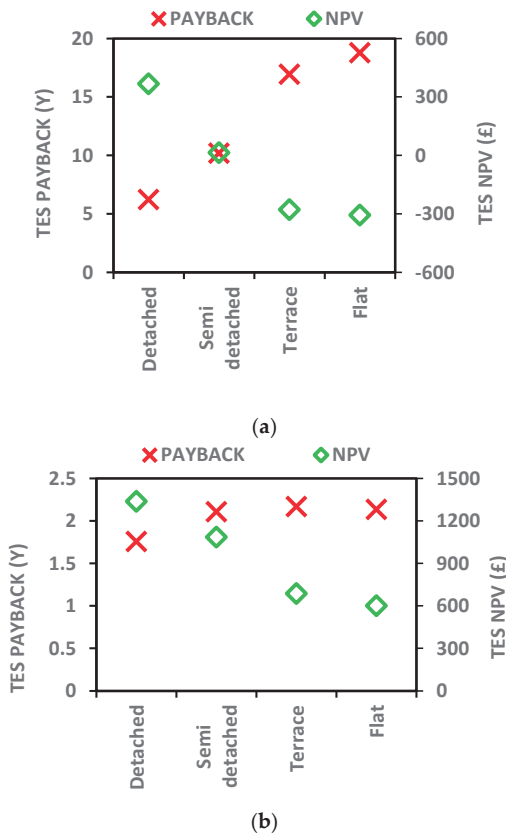 PAYBACK NPV
20 600
15 300
10 0
5 -300
0 -600
TES PAYBACK (Y)
TES NPV (£)
Detached
Semi
detached
Terrace
Flat
(a)
PAYBACK NPV
2.5 1500
2 1200
1.5 900
1 600
0.5 300
0 0
TES PAYBACK (Y)
TES NPV (£)
Detached
Semi
detached
Terrace
Flat
(b)